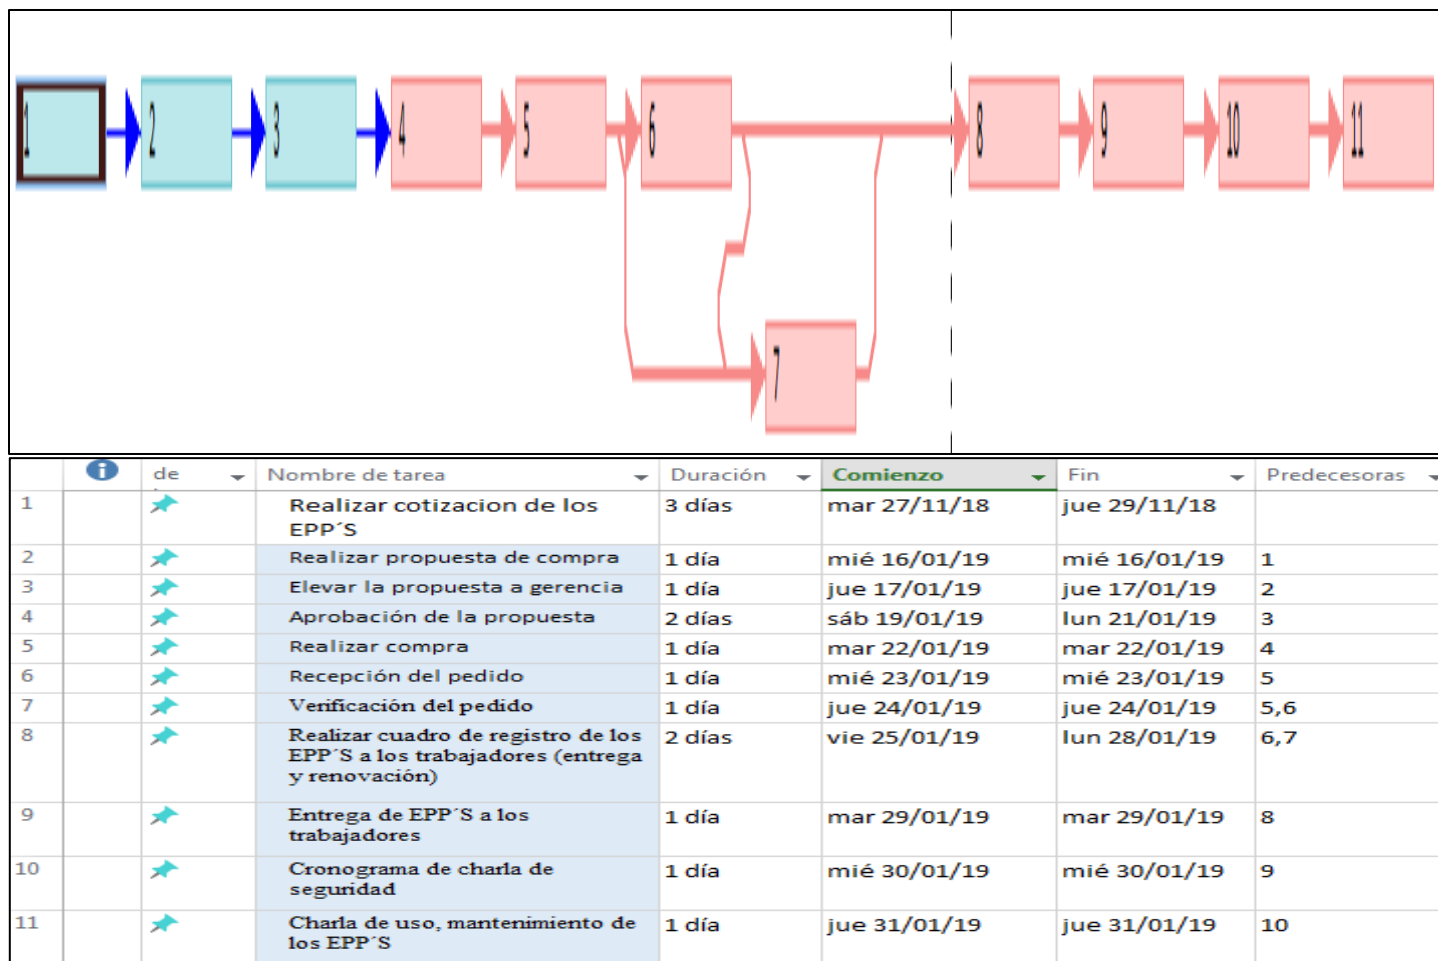 1 2 3 4 5 6 8 9 10 11
7
de Nombre de tarea Duración Comienzo Fin Predecesoras
1 Realizar cotizacion de los 3 días mar 27/11/18 jue 29/11/18
EPP´S
2 Realizar propuesta de compra 1 día mié 16/01/19 mié 16/01/19 1
3 Elevar la propuesta a gerencia 1 día jue 17/01/19 jue 17/01/19 2
4 Aprobación de la propuesta 2 días sáb 19/01/19 lun 21/01/19 3
5 Realizar compra 1 día mar 22/01/19 mar 22/01/19 4
6 Recepción del pedido 1 día mié 23/01/19 mié 23/01/19 5
7 Verificación del pedido 1 día jue 24/01/19 jue 24/01/19 5,6
8 Realizar cuadro de registro de los 2 días vie 25/01/19 lun 28/01/19 6,7
EPP´S a los trabajadores (entrega
y renovación)
9 Entrega de EPP´S a los 1 día mar 29/01/19 mar 29/01/19 8
trabajadores
10 Cronograma de charla de 1 día mié 30/01/19 mié 30/01/19 9
seguridad
11 Charla de uso, mantenimiento de 1 día jue 31/01/19 jue 31/01/19 10
los EPP´S